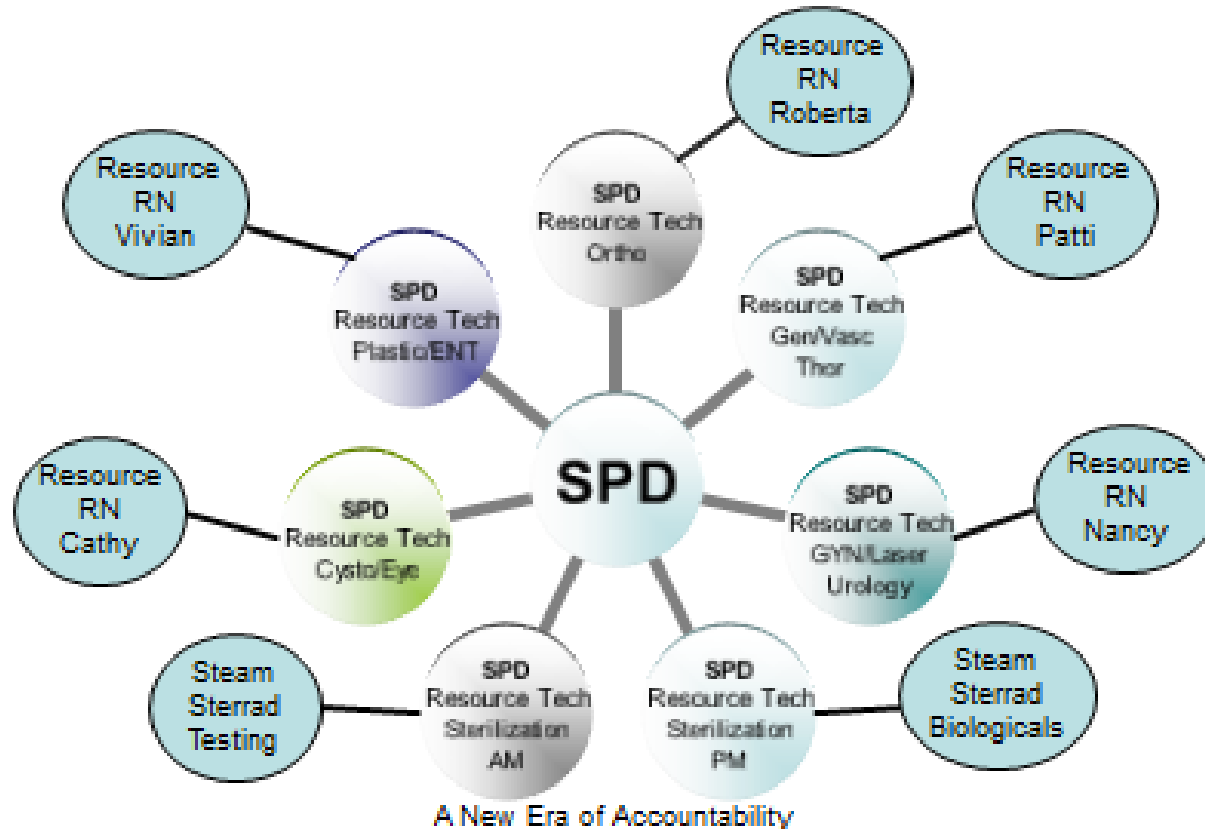 Resource
RN
Roberta
Resource
RN
Vivian
SPD
Resource Tech
Ortho
Resource
RN
Patti
SPD
Resource Tech
Plastic/ENT
SPD
Resource Tech
Gen/Vasc
Thor
SPD
Resource
RN
Cathy
SPD
Resource Tech
Cysto/Eye
SPD
Resource Tech
GYN/Laser
Urology
Resource
RN
Nancy
Steam
Sterrad
Testing
SPD
Resource Tech
Sterilization
AM
SPD
Resource Tech
Sterilization
PM
Steam
Sterrad
Biologicals
A New Era of Accountability